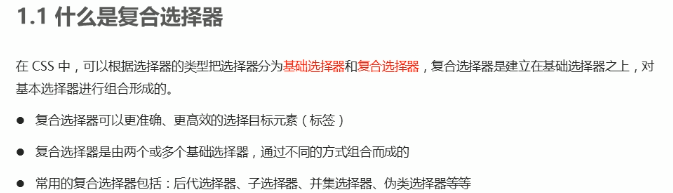 1.1 什么是复合选择器
在 CSS 中，可以根据选择器的类型把选择器分为基础选择器和复合选择器，复合选择器是建立在基础选择器之上，对
基本选择器进行组合形成的。
● 复合选择器可以更准确、更高效的选择目标元素（标签）
● 复合选择器是由两个或多个基础选择器，通过不同的方式组合而成的
● 常用的复合选择器包括：后代选择器、子选择器、并集选择器、伪类选择器等等